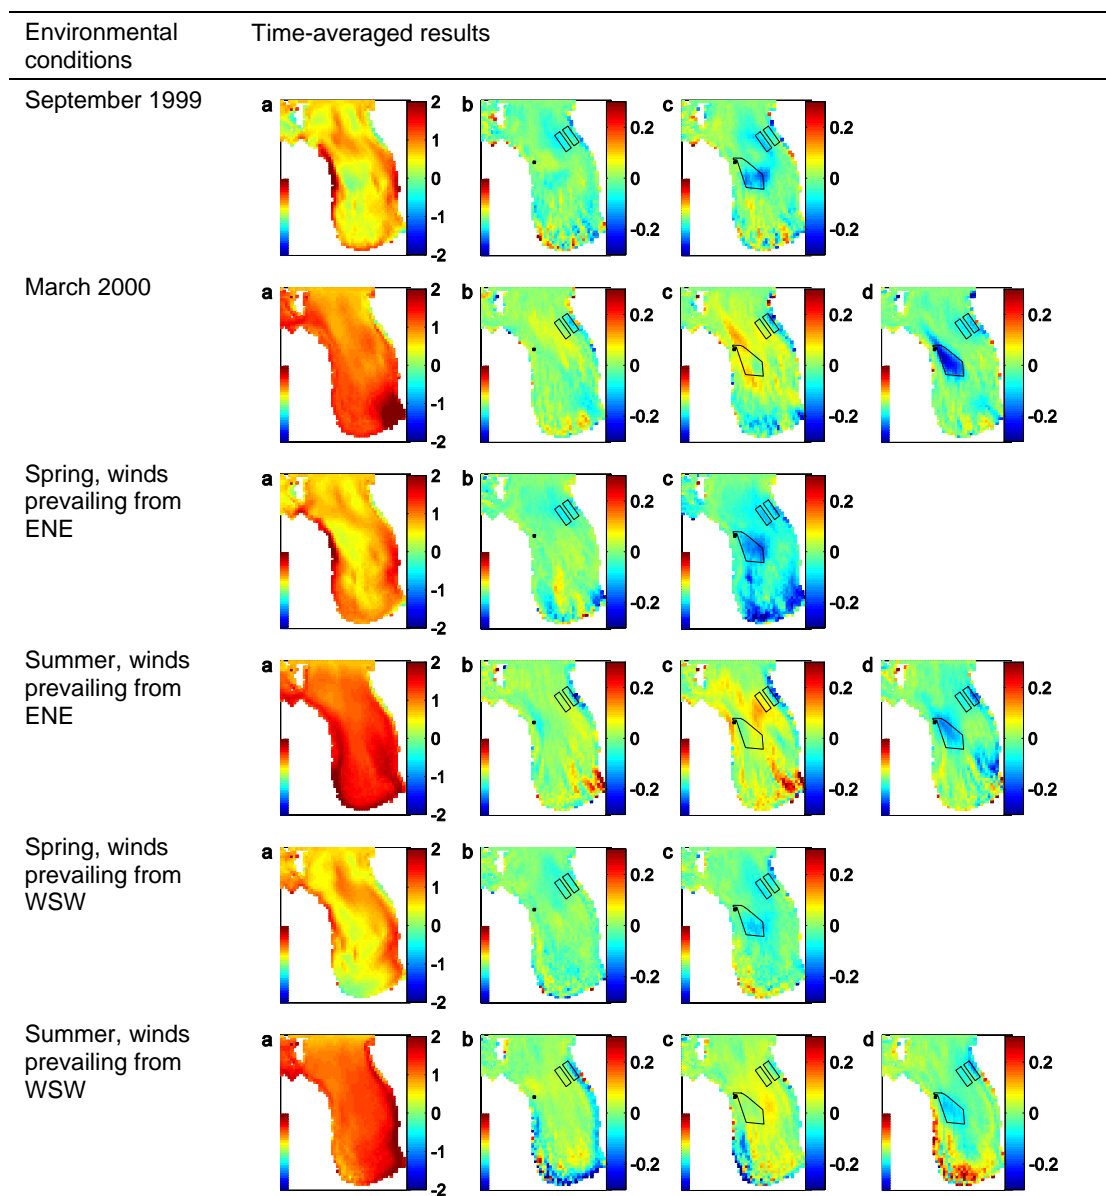 Environmental conditions
Time-averaged results
September 1999
a
2
1
0
-1
-2
b
0.2
0
-0.2
c
0.2
0
-0.2
March 2000
a
2
1
0
-1
-2
b
0.2
0
-0.2
c
0.2
0
-0.2
d
0.2
0
-0.2
Spring, winds
prevailing from
ENE
a
2
1
0
-1
-2
b
0.2
0
-0.2
c
0.2
0
-0.2
Summer, winds
prevailing from
ENE
a
2
1
0
-1
-2
b
0.2
0
-0.2
c
0.2
0
-0.2
d
0.2
0
-0.2
Spring, winds
prevailing from
WSW
a
2
1
0
-1
-2
b
0.2
0
-0.2
c
0.2
0
-0.2
Summer, winds
prevailing from
WSW
a
2
1
0
-1
-2
b
0.2
0
-0.2
c
0.2
0
-0.2
d
0.2
0
-0.2